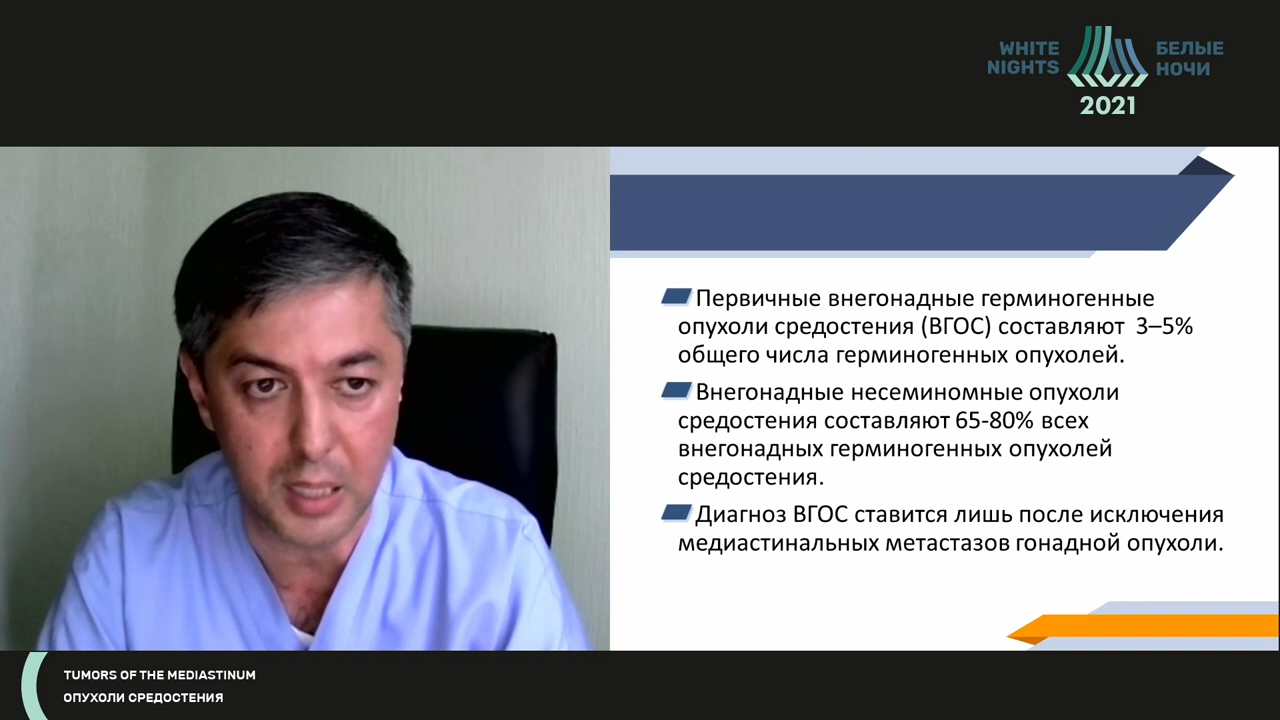 WHITE
NIGHTS
БЕЛЫЕ
НОЧИ
2021
Первичные внегонадные герминогенные
опухоли средостения (ВГОС) составляют 3–5%
общего числа герминогенных опухолей.
Внегонадные несеминомные опухоли
средостения составляют 65-80% всех
внегонадных герминогенных опухолей
средостения.
Диагноз ВГОС ставится лишь после исключения
медиастинальных метастазов гонадной опухоли.
TUMORS OF THE MEDIASTINUM
ОПУХОЛИ СРЕДОСТЕНИЯ